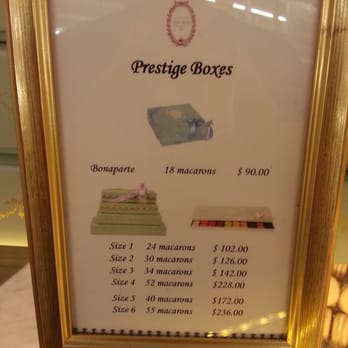 Prestige Boxes
Bonaparte 18 macarons $ 90.00
Size 1 24 macarons $ 102.00
Size 2 30 macarons $ 126.00
Size 3 34 macarons $ 142.00
Size 4 52 macarons $228.00
Size 5 40 macarons $172.00
Size 6 55 macarons $236.00